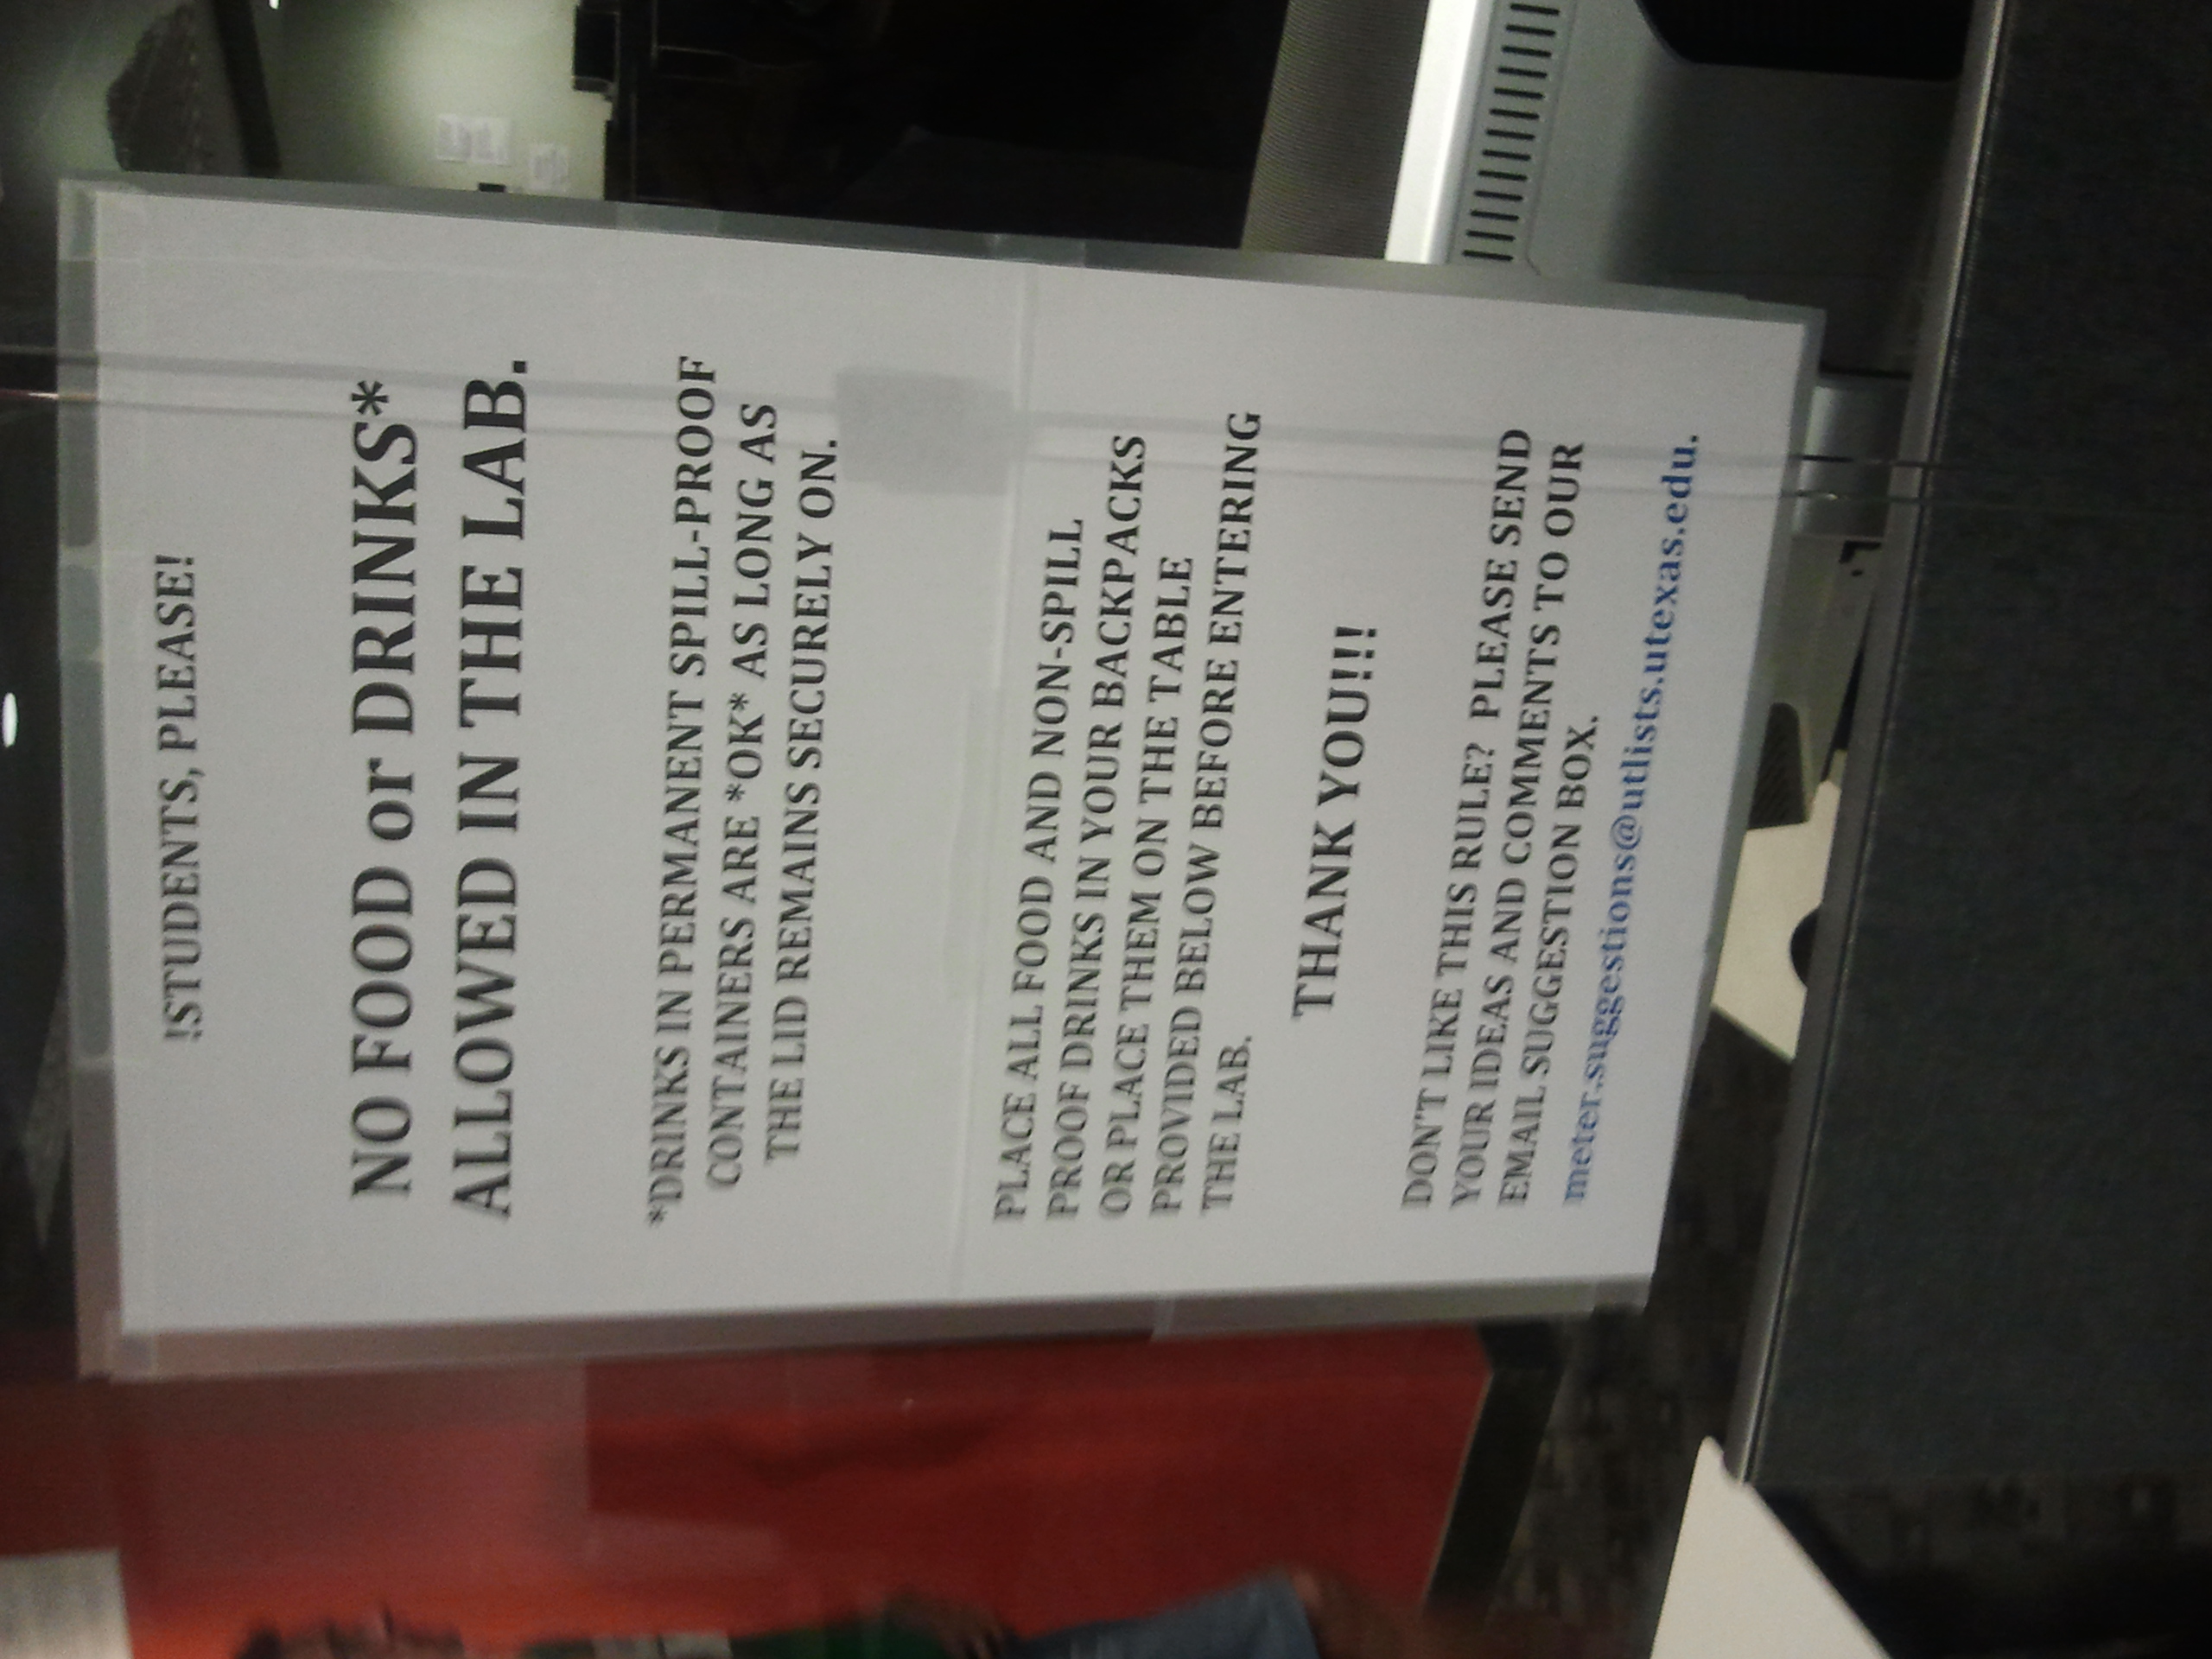 !STUDENTS, PLEASE!
NO FOOD or DRINKS*
ALLOWED IN THE LAB.
*DRINKS IN PERMANENT SPILL-PROOF
CONTAINERS ARE *OK* AS LONG AS
THE LID REMAINS SECURELY ON.
PLACE ALL FOOD AND NON-SPILL
PROOF DRINKS IN YOUR BACKPACKS
OR PLACE THEM ON THE TABLE
PROVIDED BELOW BEFORE ENTERING
THE LAB.
THANK YOU!!!
DON'T LIKE THIS RULE? PLEASE SEND
YOUR IDEAS AND COMMENTS TO OUR
EMAIL SUGGESTION BOX.
meter.suggestions@utlists.utexas.edu.